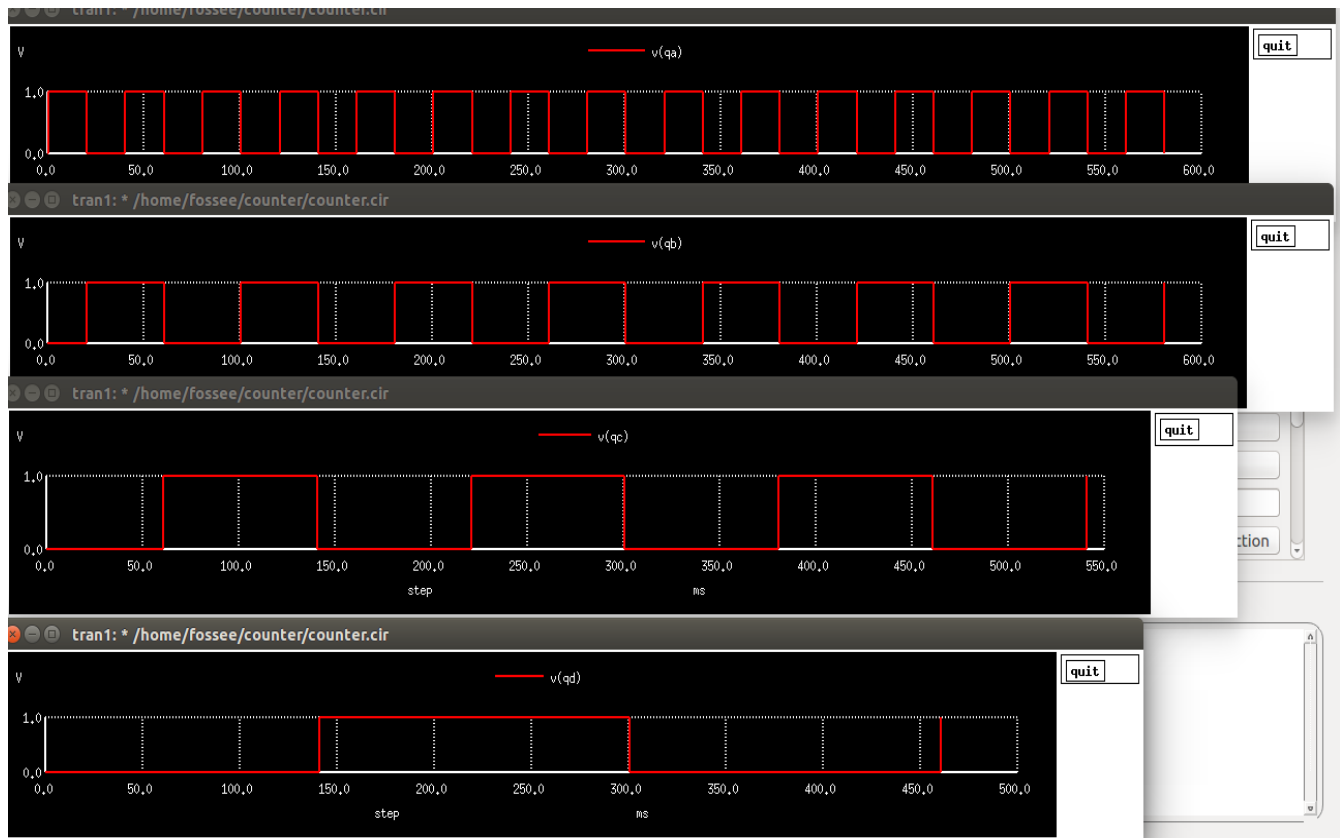 tran1: * /home/fossee/counter/counter.cir
V v(qa) quit
1.0
0.0
0.0 50.0 100.0 150.0 200.0 250.0 300.0 350.0 400.0 450.0 500.0 550.0 600.0
tran1: * /home/fossee/counter/counter.cir
V v(qb) quit
1.0
0.0
0.0 50.0 100.0 150.0 200.0 250.0 300.0 350.0 400.0 450.0 500.0 550.0 600.0
tran1: * /home/fossee/counter/counter.cir
V v(qc) quit
1.0
0.0
0.0 50.0 100.0 150.0 200.0 250.0 300.0 350.0 400.0 450.0 500.0 550.0
step ms
ction
tran1: * /home/fossee/counter/counter.cir
V v(qd) quit
1.0
0.0
0.0 50.0 100.0 150.0 200.0 250.0 300.0 350.0 400.0 450.0 500.0
step ms